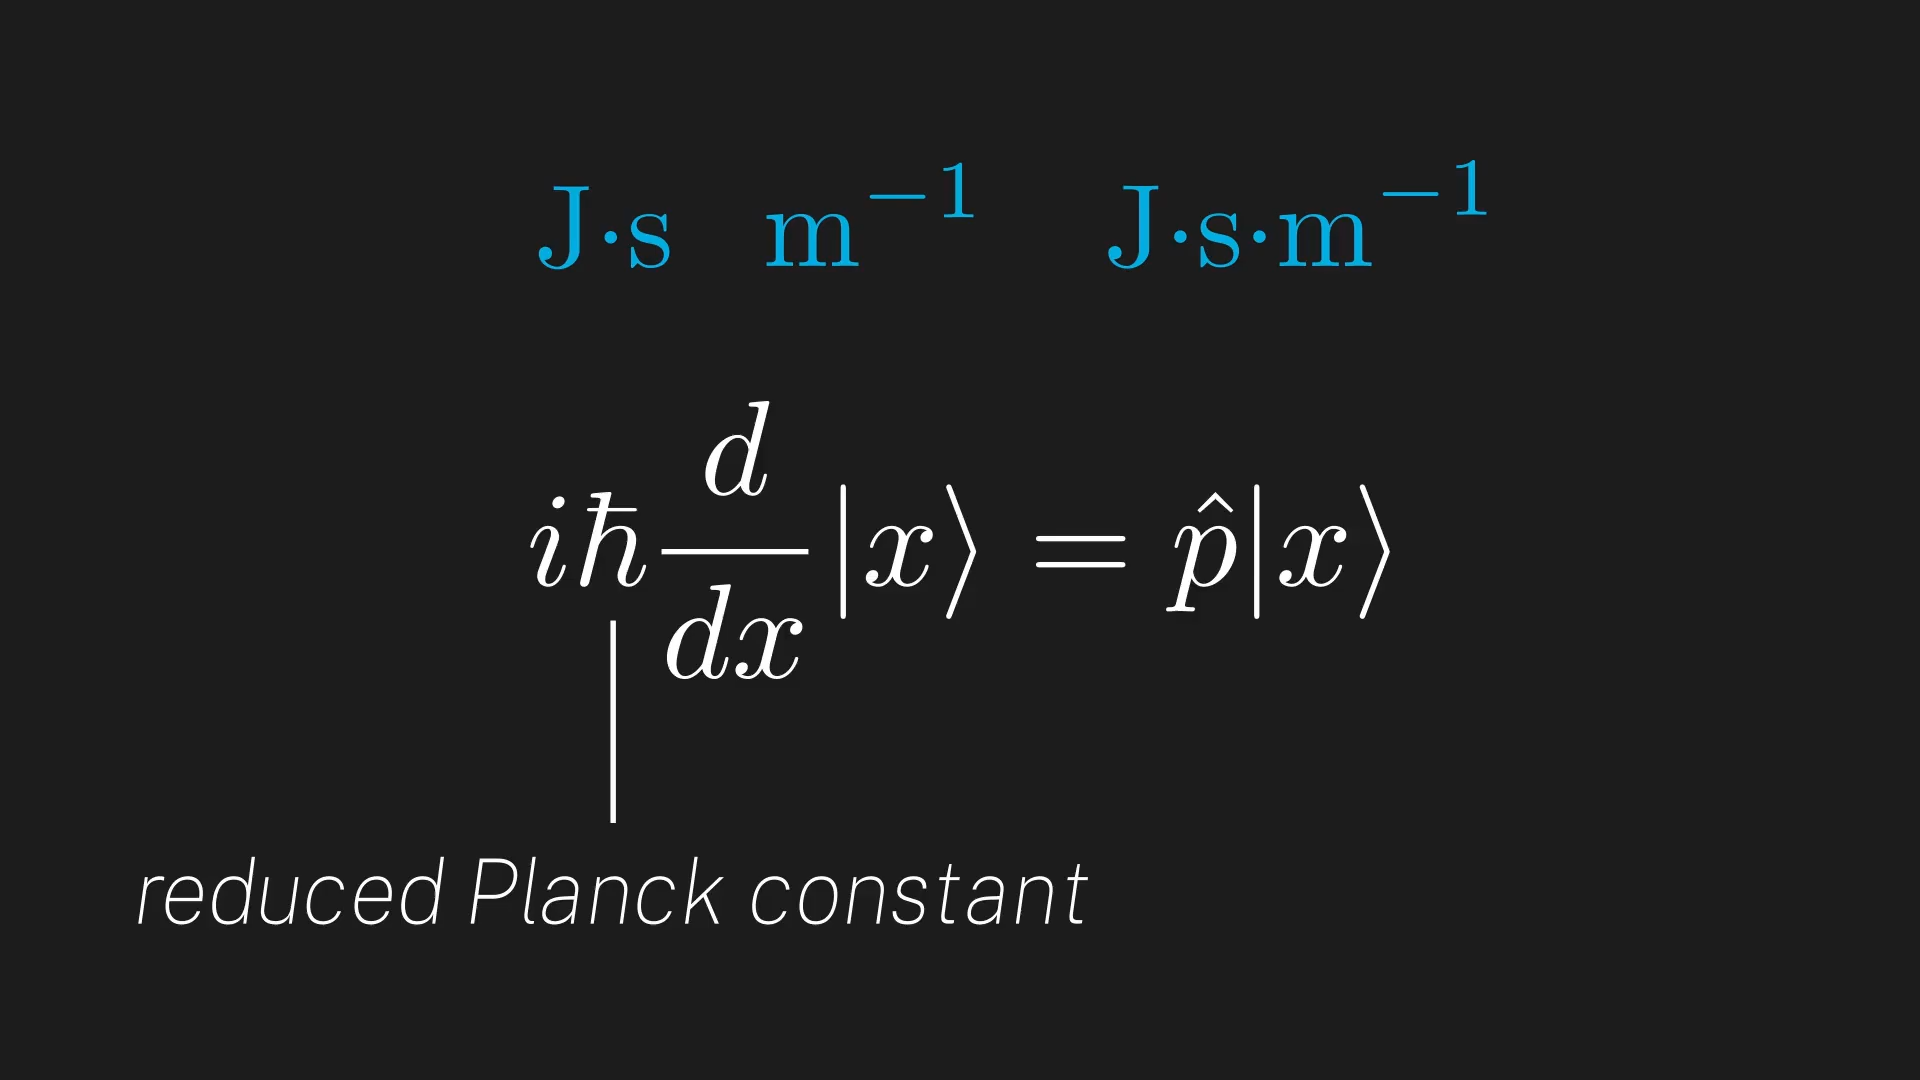 J·s m⁻¹ J·s·m⁻¹
iħ d/dx |x⟩ = p̂|x⟩
reduced Planck constant